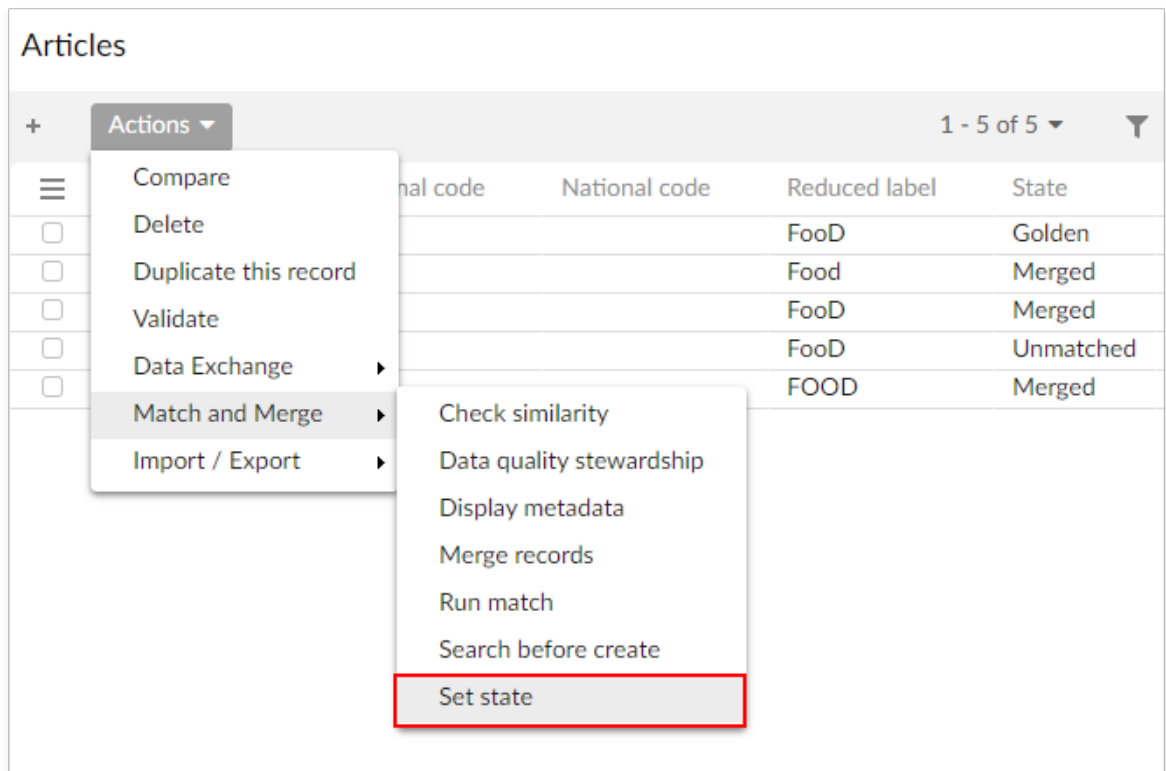 Articles
+ Actions 1 - 5 of 5
nal code National code Reduced label State
FooD Golden
Food Merged
FooD Merged
FooD Unmatched
FOOD Merged
Compare
Delete
Duplicate this record
Validate
Data Exchange
Match and Merge
Import / Export
Check similarity
Data quality stewardship
Display metadata
Merge records
Run match
Search before create
Set state